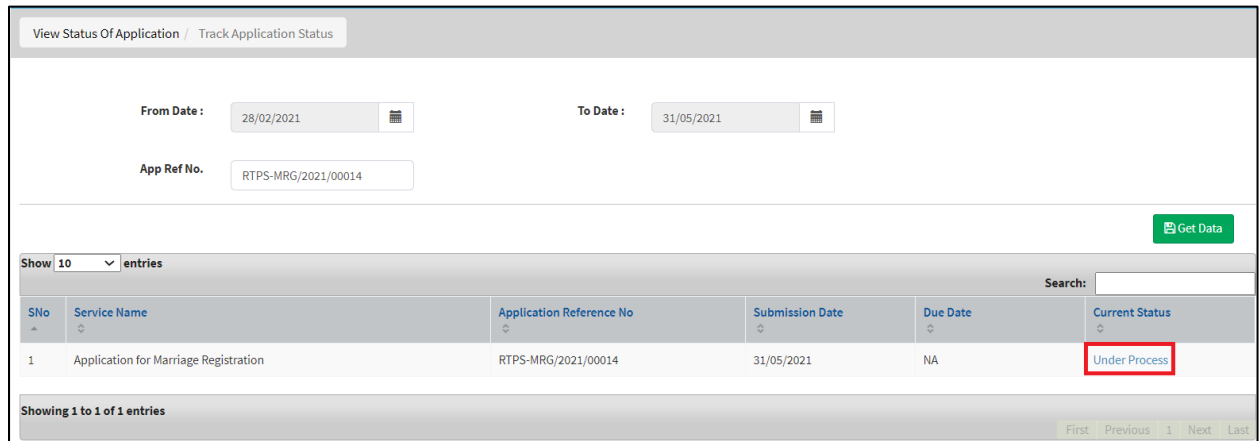 View Status Of Application / Track Application Status
From Date : 28/02/2021 To Date : 31/05/2021
App Ref No. RTPS-MRG/2021/00014
Get Data
Show 10 entries
Search:
SNo Service Name Application Reference No Submission Date Due Date Current Status
1 Application for Marriage Registration RTPS-MRG/2021/00014 31/05/2021 NA Under Process
Showing 1 to 1 of 1 entries
First Previous 1 Next Last